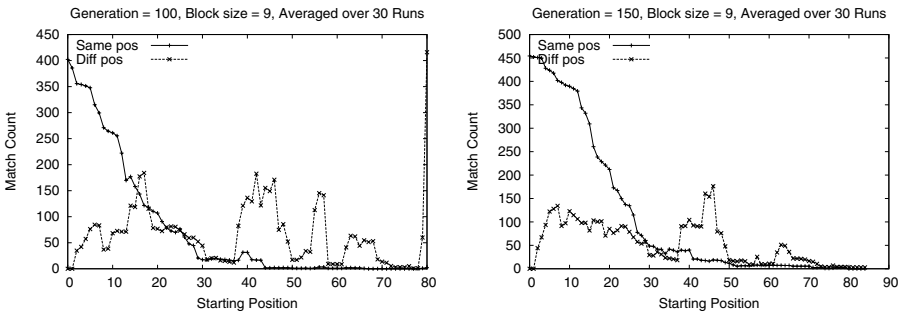 Generation = 100, Block size = 9, Averaged over 30 Runs
450
400
350
300
250
200
150
100
50
0
Match Count
Same pos
Diff pos
0 10 20 30 40 50 60 70 80
Starting Position
Generation = 150, Block size = 9, Averaged over 30 Runs
500
450
400
350
300
250
200
150
100
50
0
Match Count
Same pos
Diff pos
0 10 20 30 40 50 60 70 80 90
Starting Position